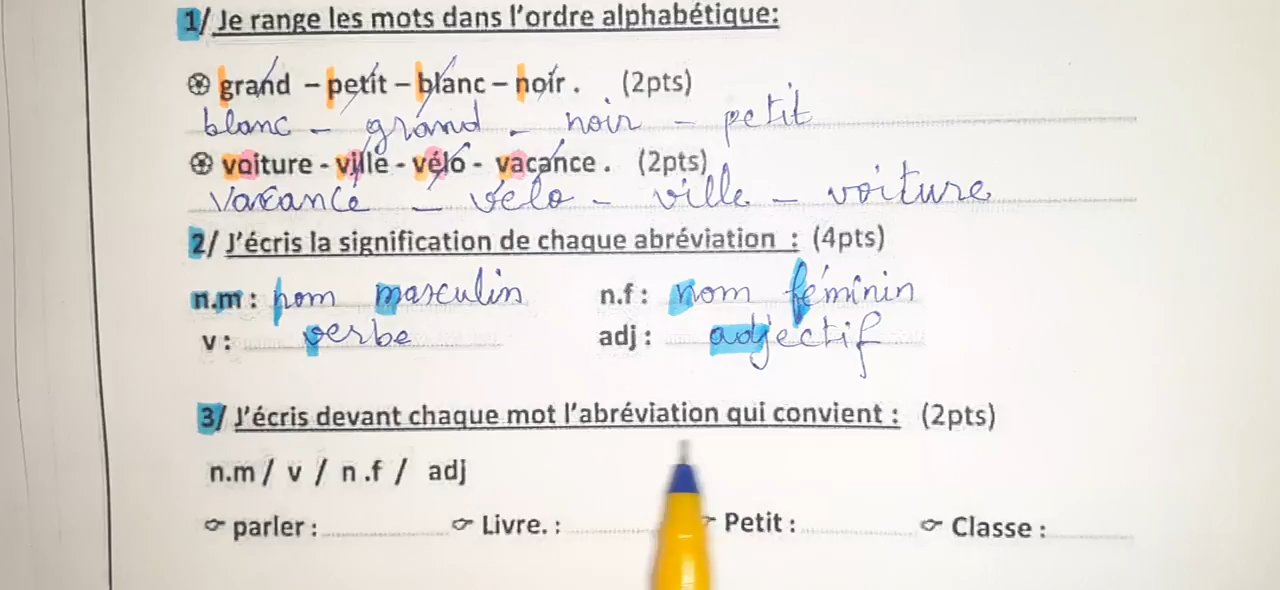 1/ Je range les mots dans l'ordre alphabétique:
grand – petit – blanc – noir . (2pts)
blanc - grand - noir - petit
voiture - ville - vélo - vacance . (2pts)
vacance - vélo - ville - voiture
2/ J'écris la signification de chaque abréviation : (4pts)
n.m : nom masculin n.f : nom féminin
v : verbe adj : adjectif
3/ J'écris devant chaque mot l'abréviation qui convient : (2pts)
n.m / v / n .f / adj
parler : Livre. : Petit : Classe :